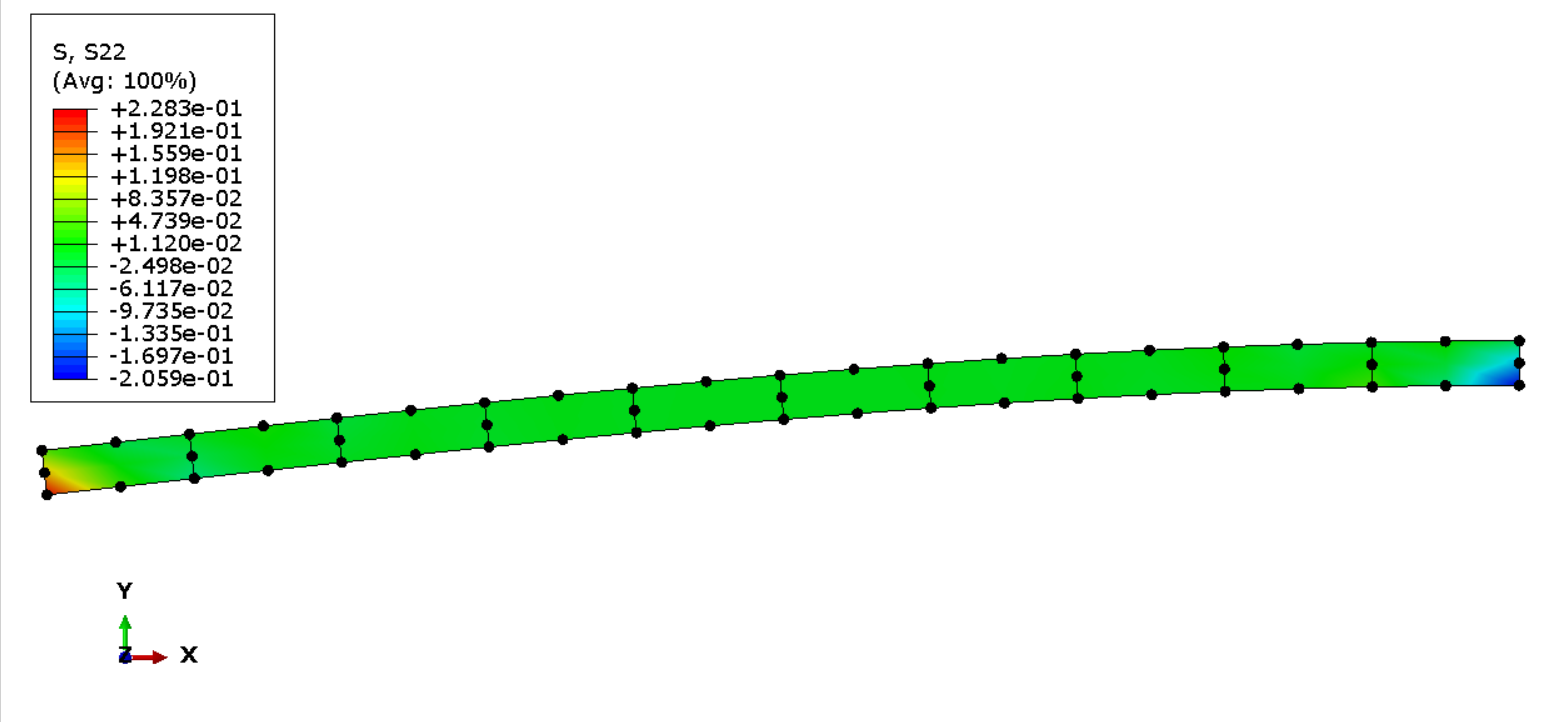 S, S22
(Avg: 100%)
+2.283e-01
+1.921e-01
+1.559e-01
+1.198e-01
+8.357e-02
+4.739e-02
+1.120e-02
-2.498e-02
-6.117e-02
-9.735e-02
-1.335e-01
-1.697e-01
-2.059e-01
Y
Z X